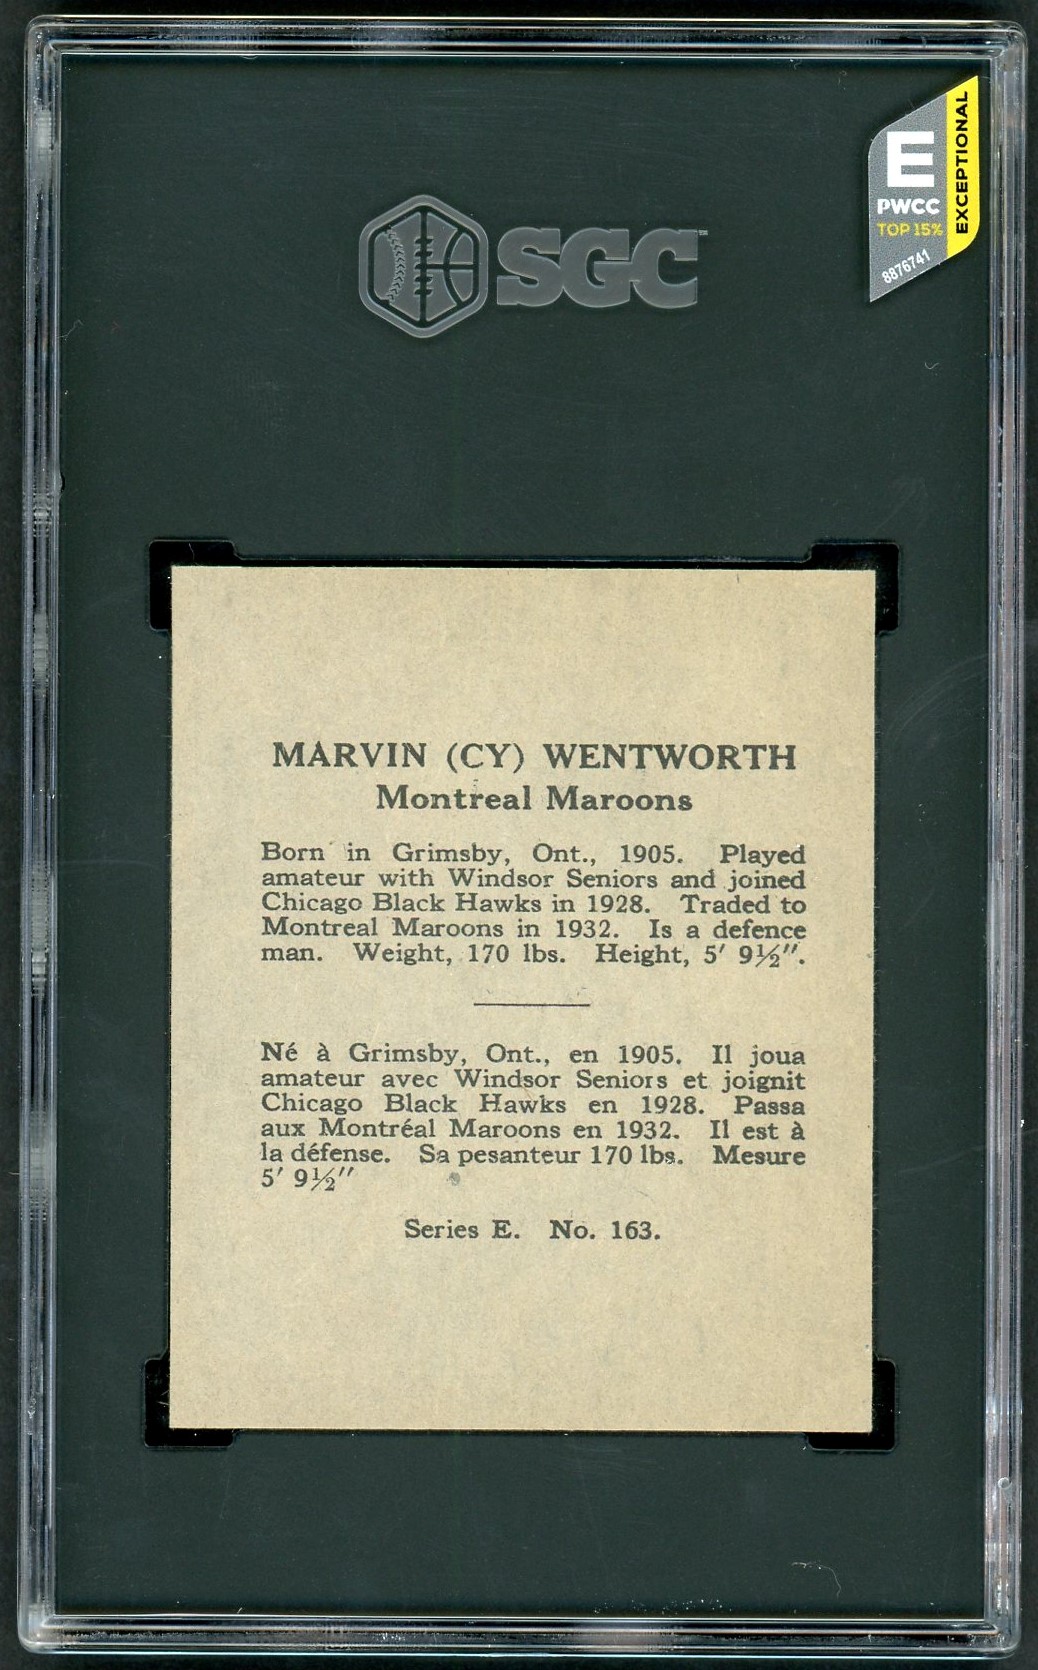 E
PWCC
TOP 15%
8876741
EXCEPTIONAL
SGC
MARVIN (CY) WENTWORTH
Montreal Maroons
Born in Grimsby, Ont., 1905. Played
amateur with Windsor Seniors and joined
Chicago Black Hawks in 1928. Traded to
Montreal Maroons in 1932. Is a defence
man. Weight, 170 lbs. Height, 5′ 9½″.
Né à Grimsby, Ont., en 1905. Il joua
amateur avec Windsor Seniors et joignit
Chicago Black Hawks en 1928. Passa
aux Montréal Maroons en 1932. Il est à
la défense. Sa pesanteur 170 lbs. Mesure
5′ 9½″
Series E. No. 163.